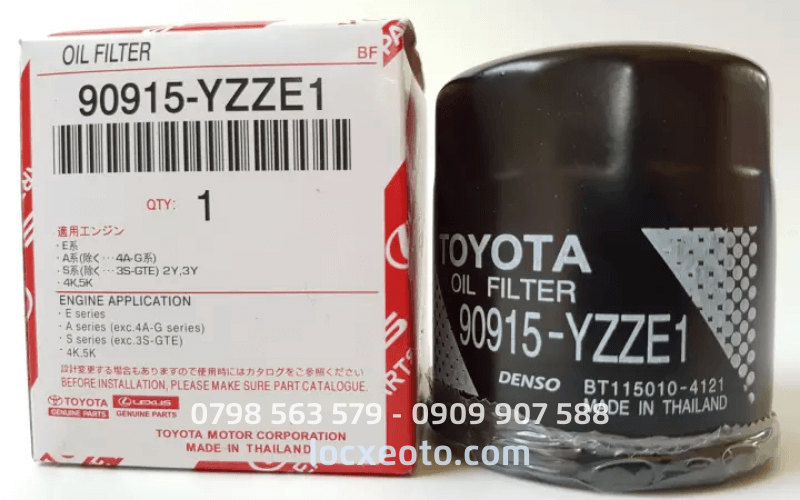 OIL FILTER
BF
90915-YZZE1
QTY: 1
適用エンジン
·E系
·A系(除く···4A-G系)
·S系(除く···3S-GTE) 2Y,3Y
·4K,5K
ENGINE APPLICATION
· E series
· A series (exc.4A-G series)
· S series (exc.3S-GTE)
· 4K,5K
設計変更する場合もありますので使用時にはカタログをご参照ください
BEFORE INSTALLATION, PLEASE MAKE SURE PART CATALOGUE.
TOYOTA
GENUINE PARTS
LEXUS
GENUINE PARTS
TOYOTA MOTOR CORPORATION
MADE IN THAILAND
PARTS
TOYOTA
OIL FILTER
90915-YZZE1
DENSO
BT115010-4121
MADE IN THAILAND
0798 563 579 - 0909 907 588
locxeoto.com